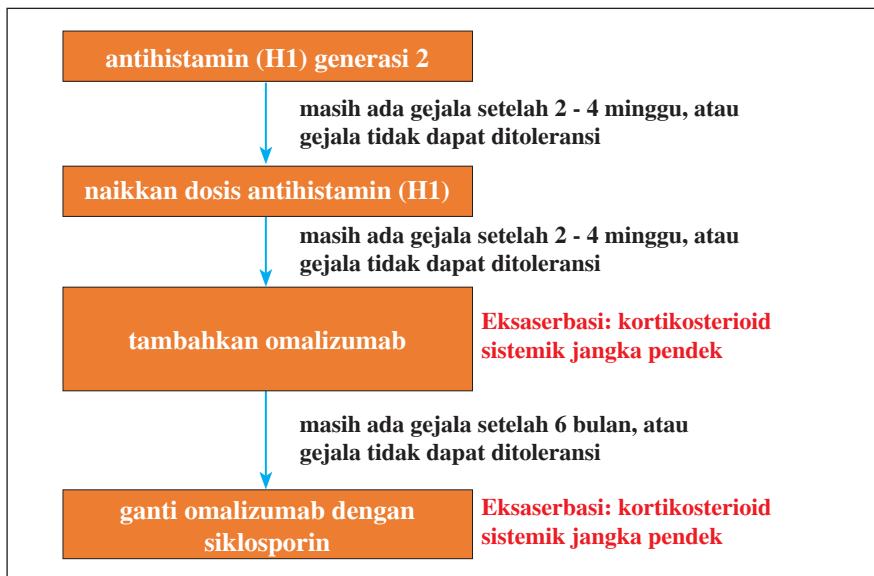 antihistamin (H1) generasi 2
masih ada gejala setelah 2 - 4 minggu, atau
gejala tidak dapat ditoleransi
naikkan dosis antihistamin (H1)
masih ada gejala setelah 2 - 4 minggu, atau
gejala tidak dapat ditoleransi
tambahkan omalizumab
Eksaserbasi: kortikosterioid
sistemik jangka pendek
masih ada gejala setelah 6 bulan, atau
gejala tidak dapat ditoleransi
ganti omalizumab dengan
siklosporin
Eksaserbasi: kortikosterioid
sistemik jangka pendek